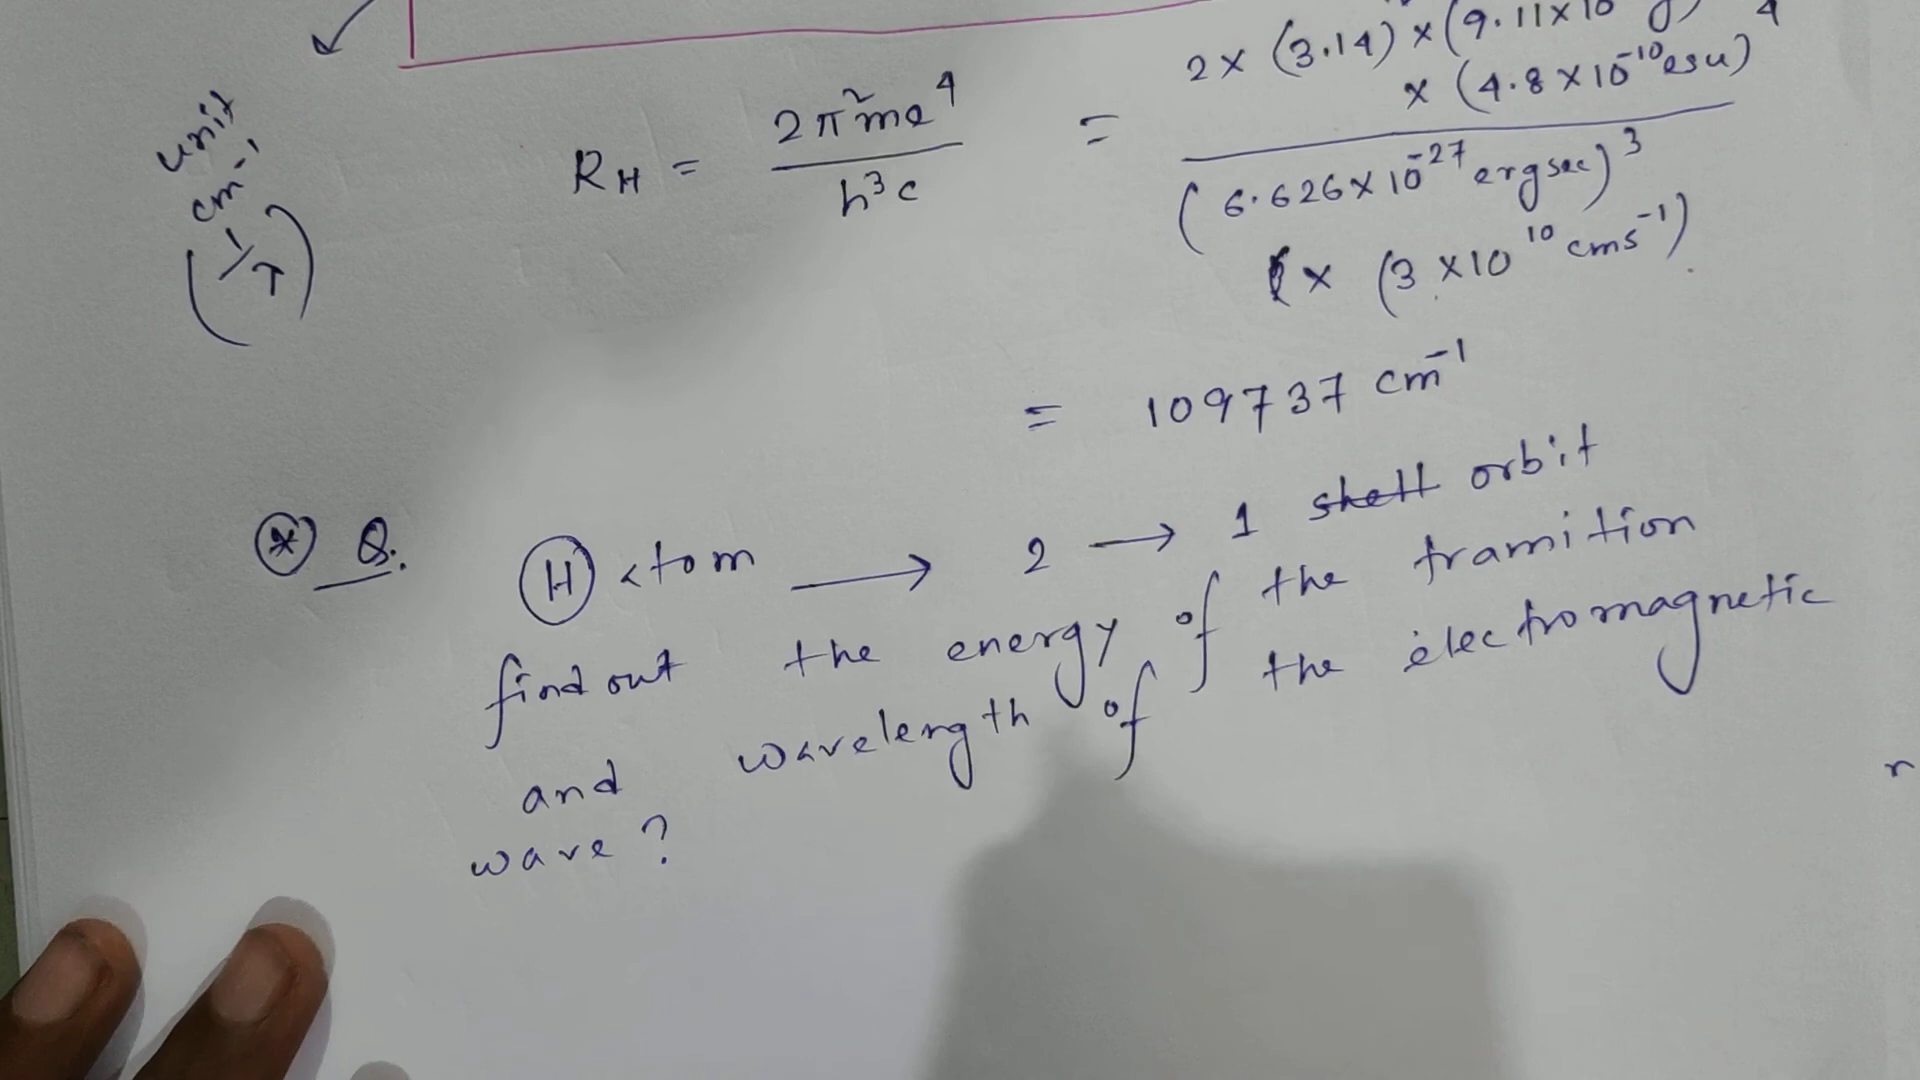 unit
cm⁻¹
(1/λ)
R_H = 2π²me⁴ / h³c = 2 × (3.14) × (9.11×10
× (4.8 × 10⁻¹⁰ esu)⁴
(6.626 × 10⁻²⁷ erg sec)³
× (3 × 10¹⁰ cms⁻¹)
= 109737 cm⁻¹
* Q. H atom → 2 → 1 shell orbit
find out the energy of the tramition
and wavelength of the electromagnetic
wave?